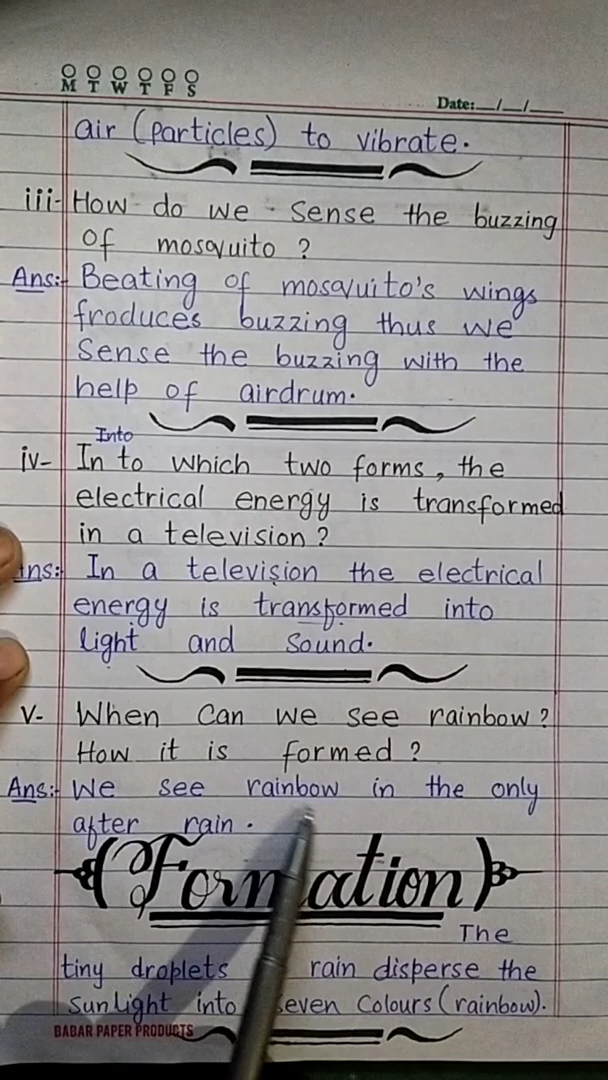 M T W T F S
Date:__/__/__
air (particles) to vibrate.
iii- How do we sense the buzzing
of mosquito ?
Ans:- Beating of mosquito's wings
froduces buzzing thus we
Sense the buzzing with the
help of airdrum.
Into
iv- In to which two forms, the
electrical energy is transformed
in a television ?
Ans:- In a television the electrical
energy is transformed into
light and sound.
v- When can we see rainbow ?
How it is formed ?
Ans:- We see rainbow in the only
after rain.
(Formation)
The
tiny droplets rain disperse the
sunlight into seven colours (rainbow).
BABAR PAPER PRODUCTS